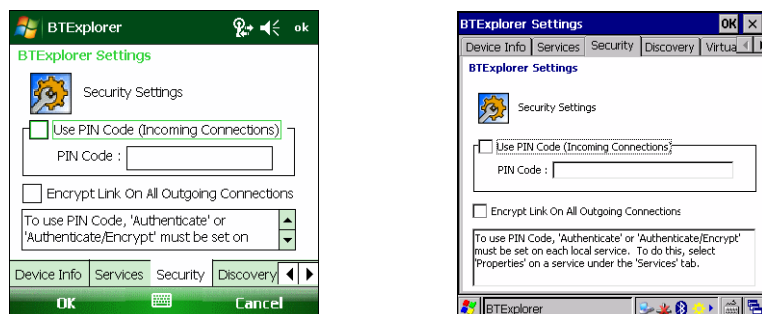 BTExplorer
ok
BTExplorer Settings
Security Settings
Use PIN Code (Incoming Connections)
PIN Code :
Encrypt Link On All Outgoing Connections
To use PIN Code, 'Authenticate' or
'Authenticate/Encrypt' must be set on
Device Info Services Security Discovery
OK Cancel
BTExplorer Settings OK
Device Info Services Security Discovery Virtua
BTExplorer Settings
Security Settings
Use PIN Code (Incoming Connections)
PIN Code :
Encrypt Link On All Outgoing Connections
To use PIN Code, 'Authenticate' or 'Authenticate/Encrypt'
must be set on each local service. To do this, select
'Properties' on a service under the 'Services' tab.
BTExplorer